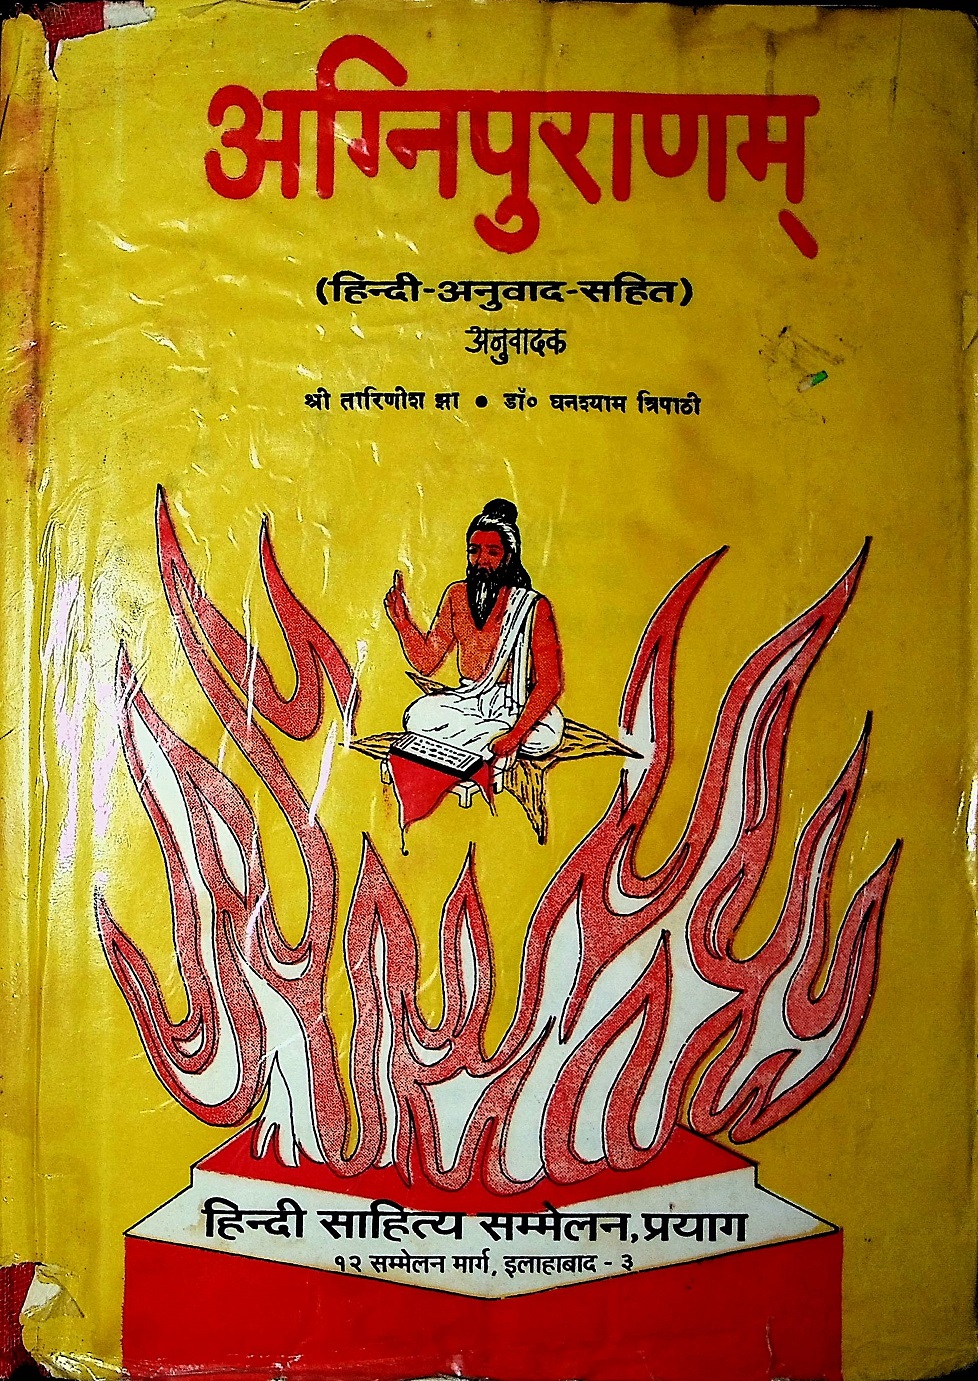 अग्निपुराणम्
(हिन्दी-अनुवाद-सहित)
अनुवादक
श्री तारिणीश झा ● डॉ० घनश्याम त्रिपाठी
हिन्दी साहित्य सम्मेलन, प्रयाग
१२ सम्मेलन मार्ग, इलाहाबाद - ३